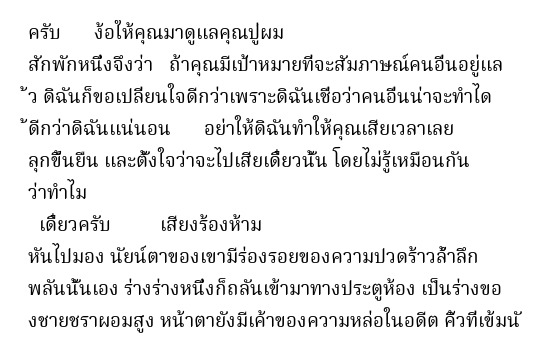 ครับ ง้อให้คุณมาดูแลคุณปูผม
สักพักหนึ่งจึงว่า ถ้าคุณมีเป้าหมายที่จะสัมภาษณ์คนอื่นอยู่แล
้ว ดิฉันก็ขอเปลี่ยนใจดีกว่าเพราะดิฉันเชื่อว่าคนอื่นน่าจะทำได
้ดีกว่าดิฉันแน่นอน อย่าให้ดิฉันทำให้คุณเสียเวลาเลย
ลุกขึ้นยืน และตั้งใจว่าจะไปเสียเดี๋ยวนั้น โดยไม่รู้เหมือนกัน
ว่าทำไม
เดี๋ยวครับ เสียงร้องห้าม
หันไปมอง นัยน์ตาของเขามีร่องรอยของความปวดร้าวล้ำลึก
พลันนั้นเอง ร่างร่างหนึ่งก็ถลันเข้ามาทางประตูห้อง เป็นร่างขอ
งชายชราผอมสูง หน้าตายังมีเค้าของความหล่อในอดีต คิ้วที่เข้มนั